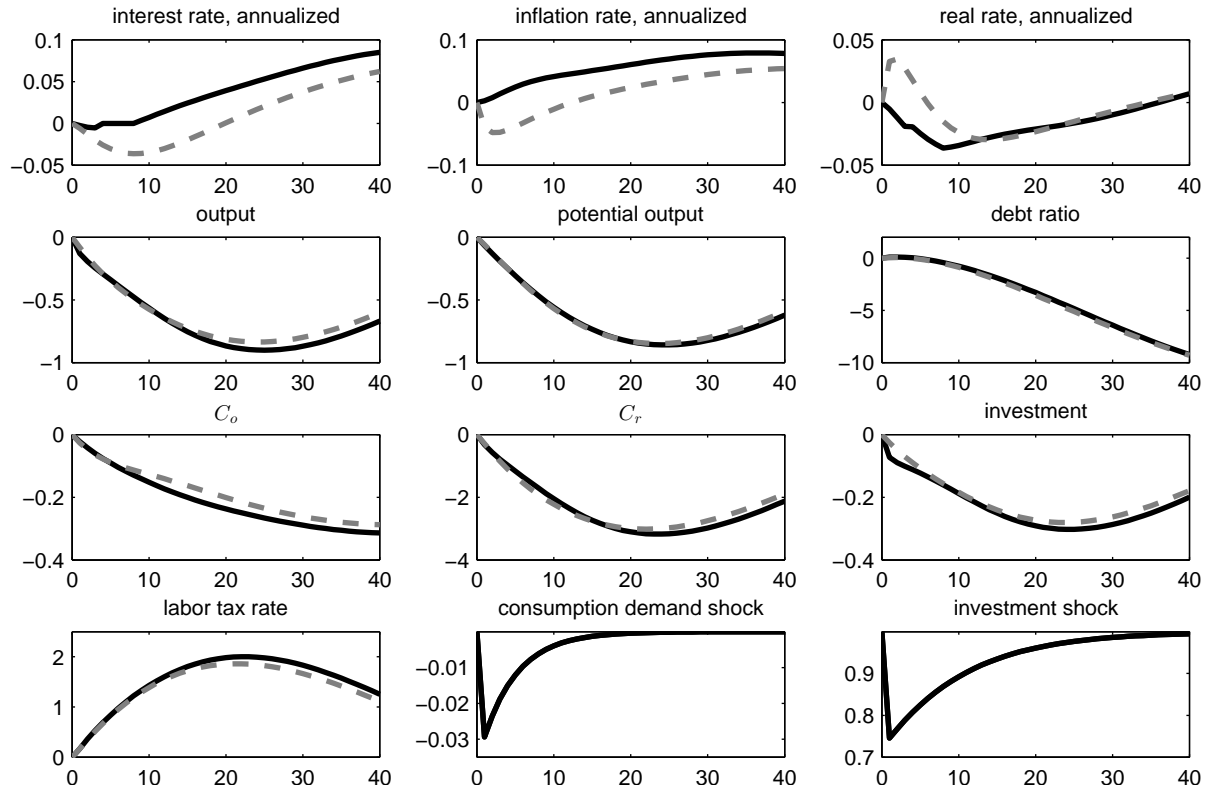 interest rate, annualized
0.1
0.05
0
−0.05
0 10 20 30 40
inflation rate, annualized
0.1
0
−0.1
0 10 20 30 40
real rate, annualized
0.05
0
−0.05
0 10 20 30 40
output
0
−0.5
−1
0 10 20 30 40
potential output
0
−0.5
−1
0 10 20 30 40
debt ratio
0
−5
−10
0 10 20 30 40
C_o
0
−0.2
−0.4
0 10 20 30 40
C_r
0
−2
−4
0 10 20 30 40
investment
0
−0.2
−0.4
0 10 20 30 40
labor tax rate
2
1
0
0 10 20 30 40
consumption demand shock
−0.01
−0.02
−0.03
0 10 20 30 40
investment shock
0.9
0.8
0.7
0 10 20 30 40